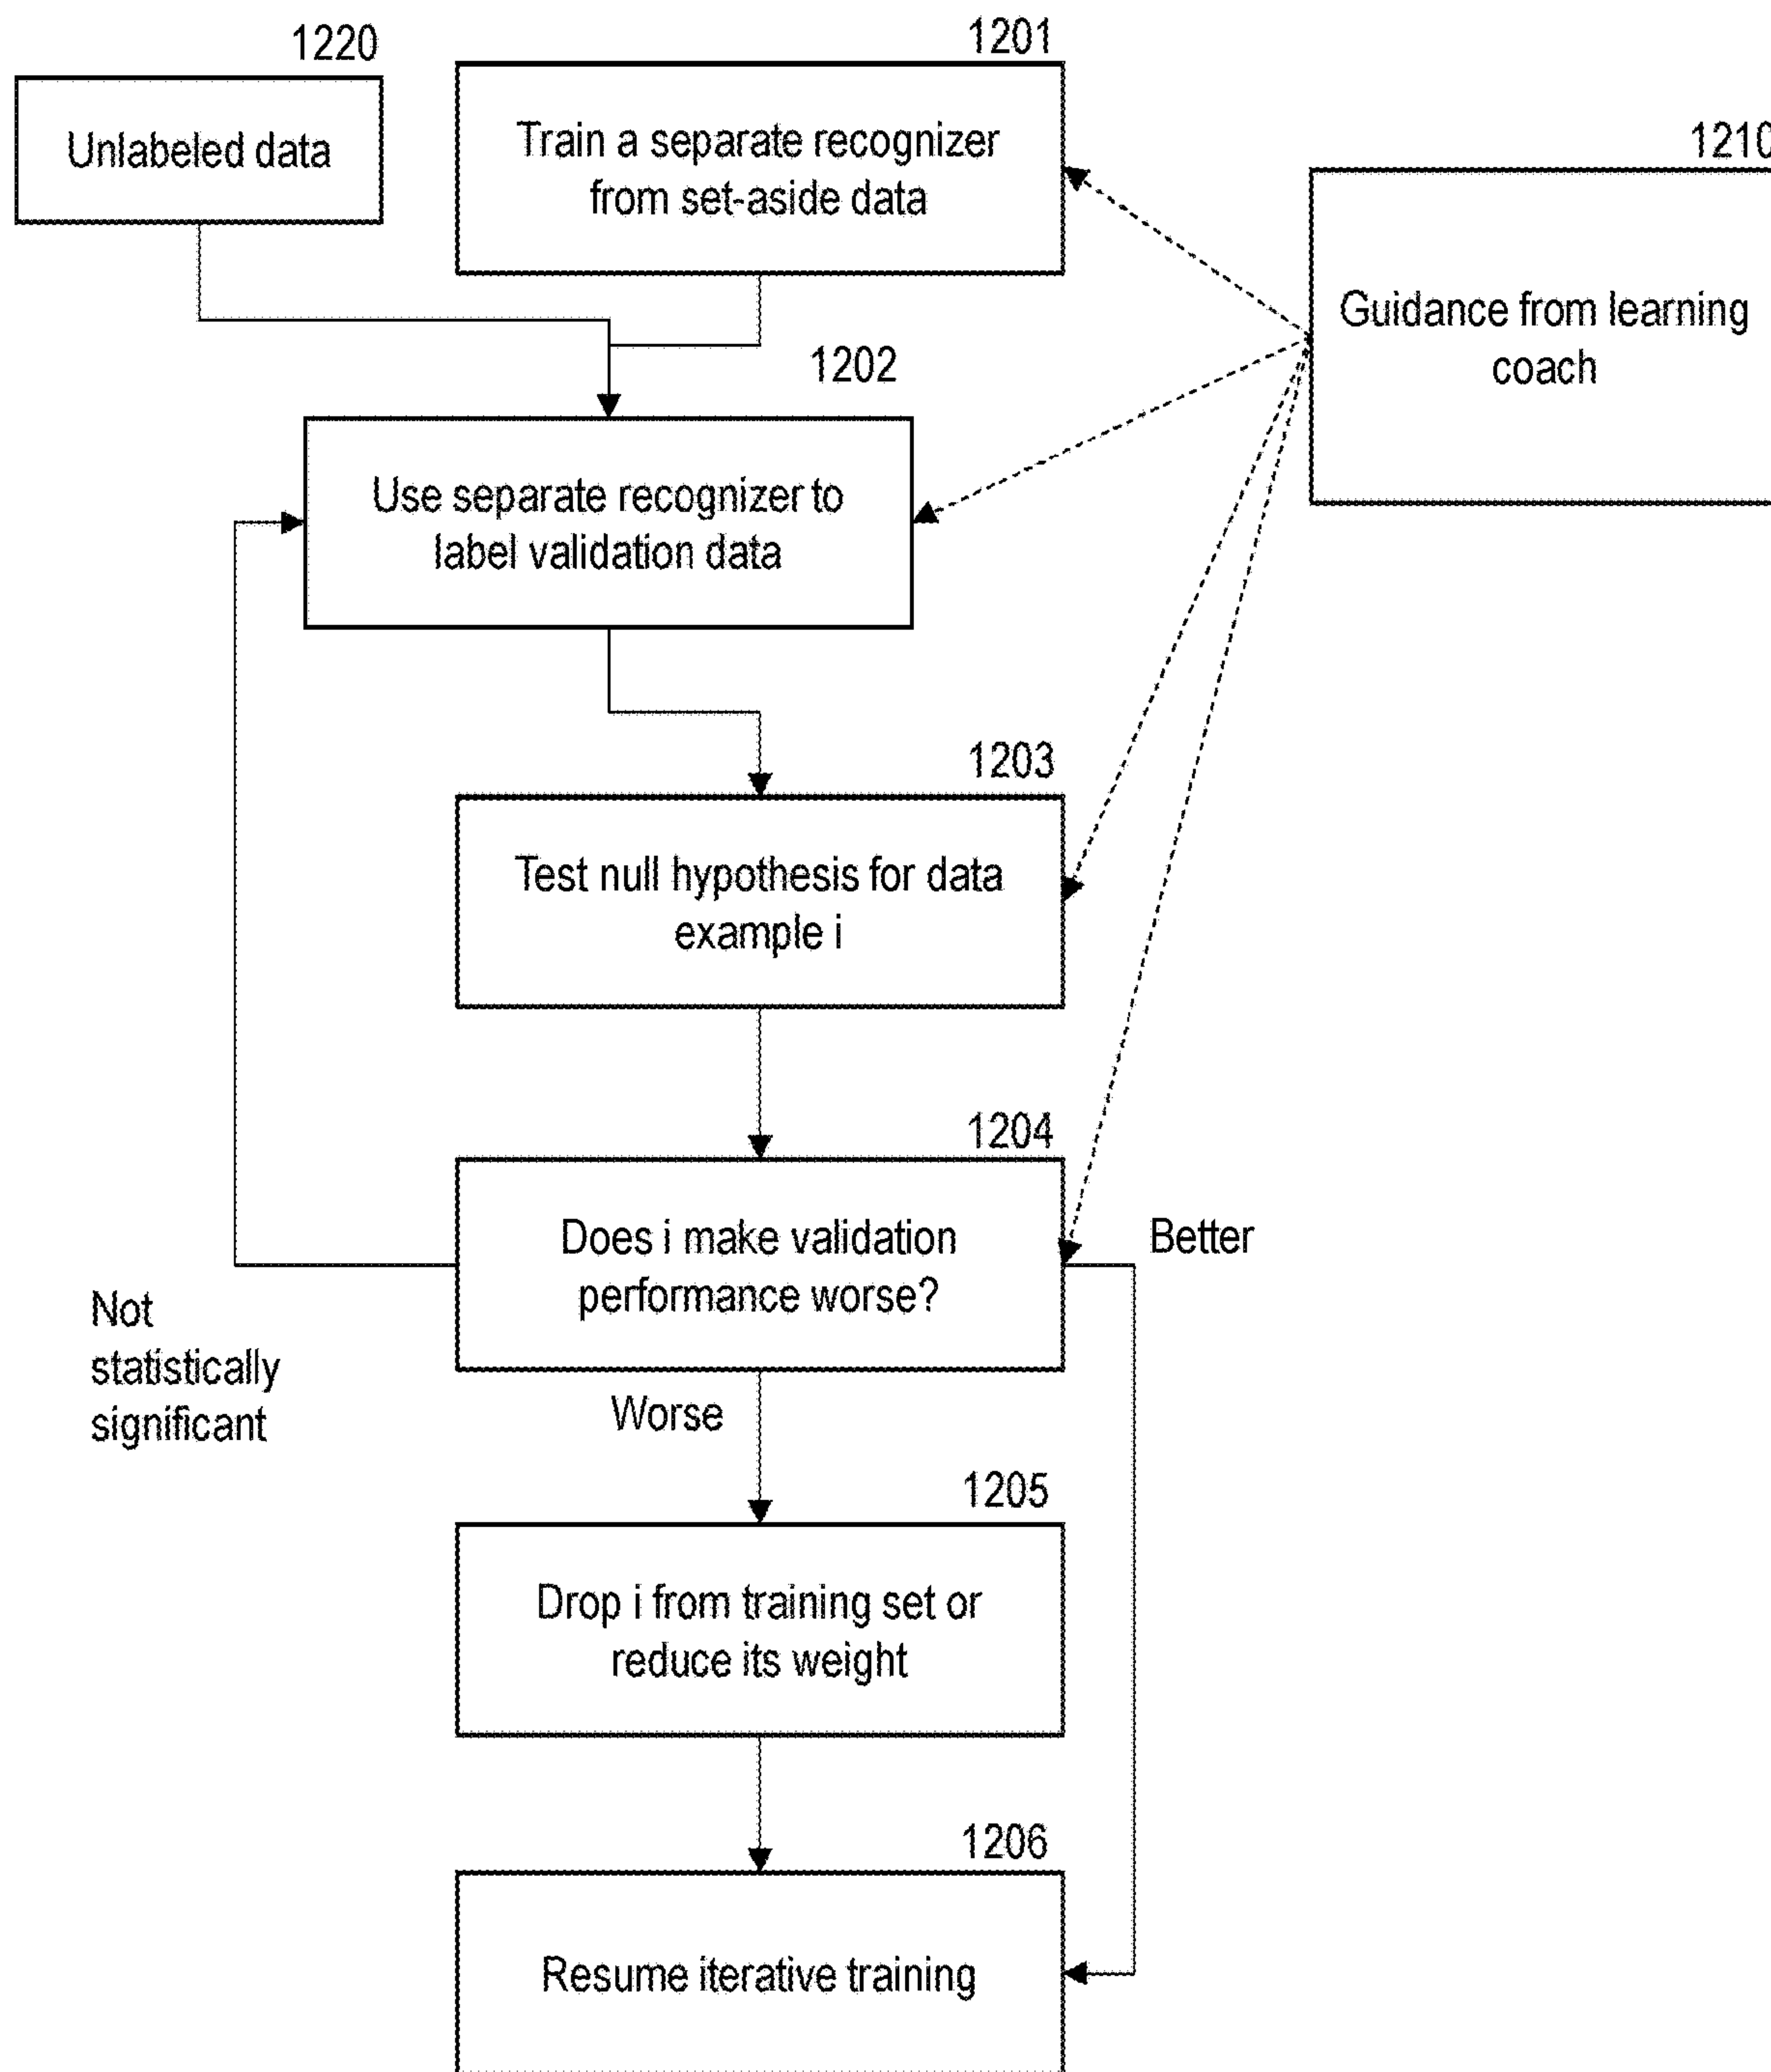 1220
Unlabeled data
1201
Train a separate recognizer
from set-aside data
1210
Guidance from learning
coach
1202
Use separate recognizer to
label validation data
1203
Test null hypothesis for data
example i
1204
Does i make validation
performance worse?
Better
Not
statistically
significant
Worse
1205
Drop i from training set or
reduce its weight
1206
Resume iterative training